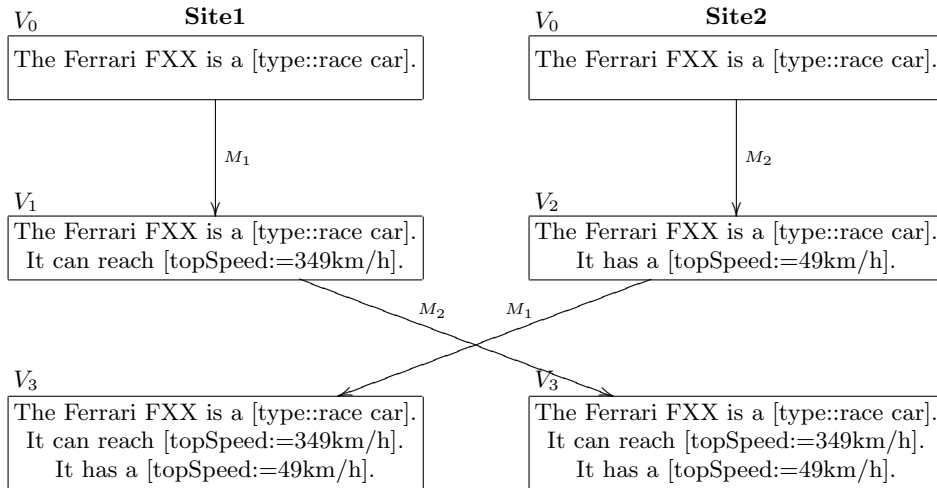 Site1
Site2
V0
V0
The Ferrari FXX is a [type::race car].
The Ferrari FXX is a [type::race car].
M1
M2
V1
V2
The Ferrari FXX is a [type::race car].
It can reach [topSpeed:=349km/h].
The Ferrari FXX is a [type::race car].
It has a [topSpeed:=49km/h].
M2
M1
V3
V3
The Ferrari FXX is a [type::race car].
It can reach [topSpeed:=349km/h].
It has a [topSpeed:=49km/h].
The Ferrari FXX is a [type::race car].
It can reach [topSpeed:=349km/h].
It has a [topSpeed:=49km/h].